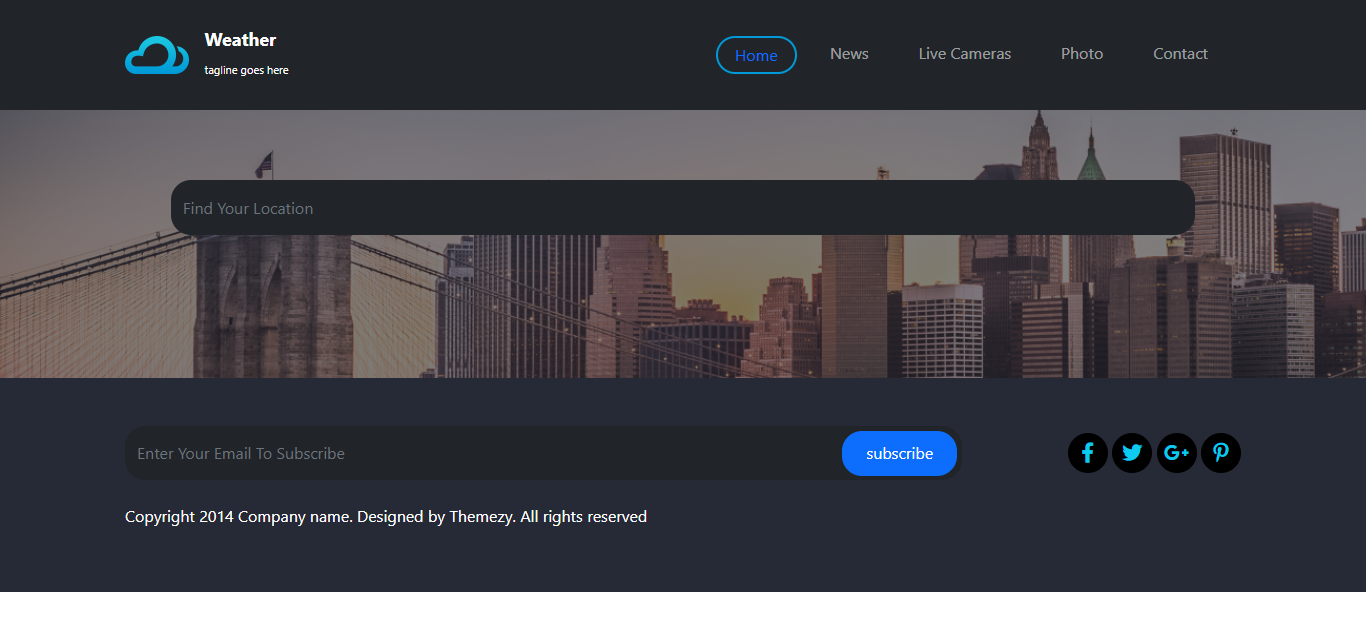 Weather
tagline goes here
Home News Live Cameras Photo Contact
Find Your Location
Enter Your Email To Subscribe subscribe
Copyright 2014 Company name. Designed by Themezy. All rights reserved